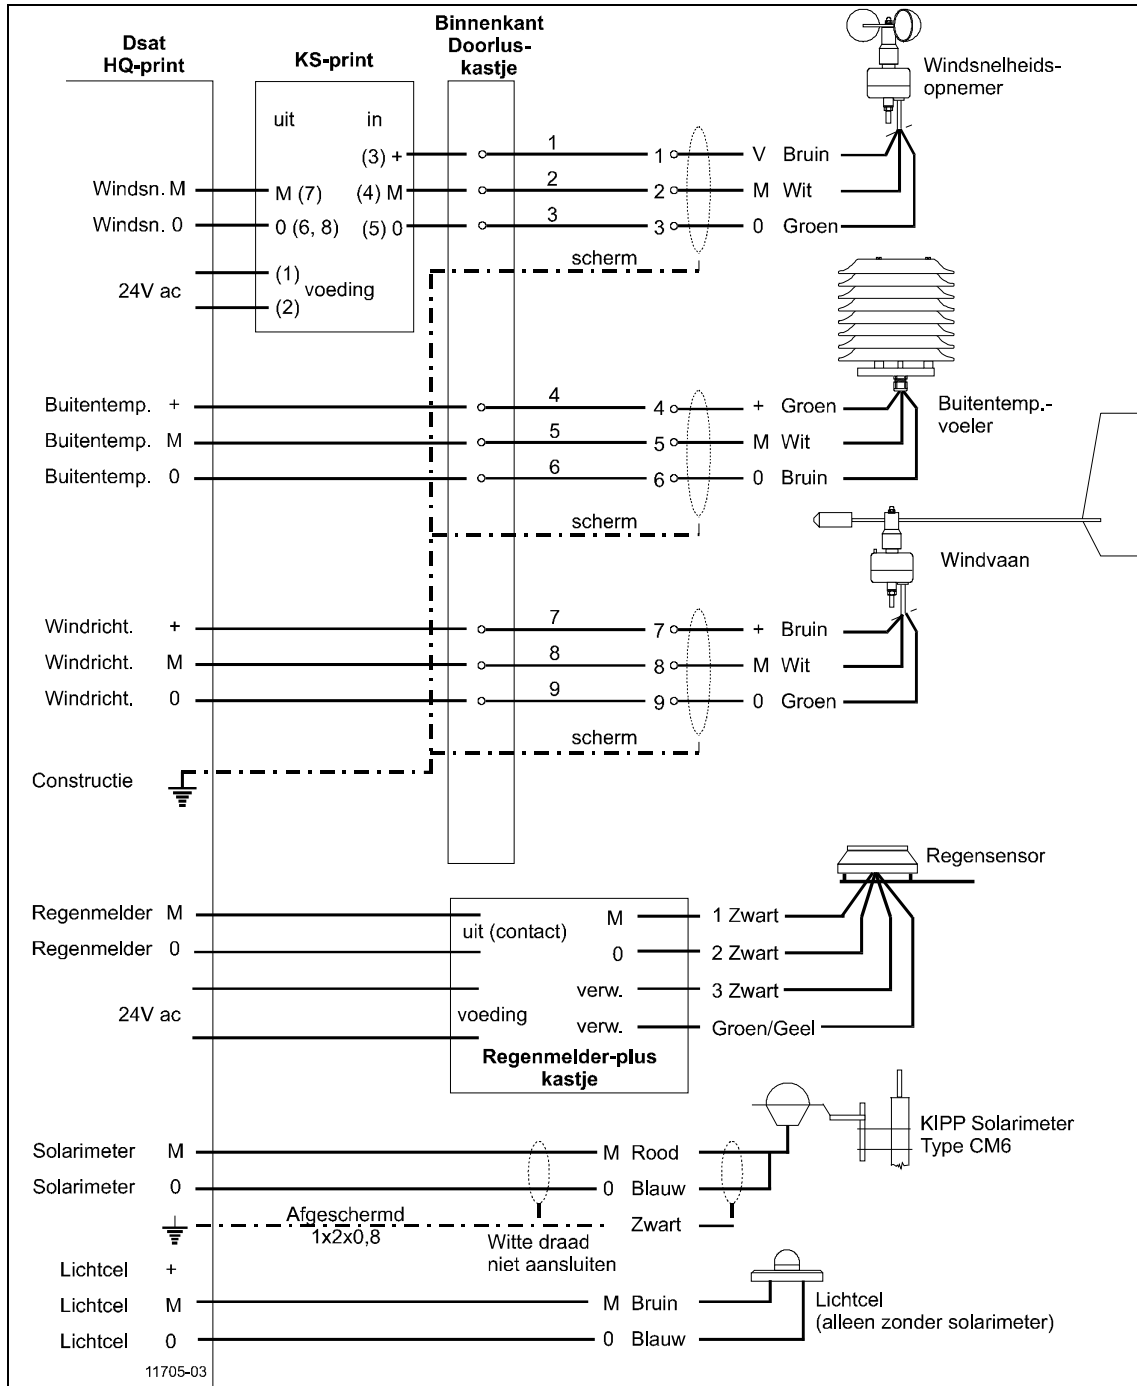 Dsat
HQ-print
KS-print
Binnenkant
Doorlus-
kastje
Windsnelheids-
opnemer
uit in
(3) + 1 1 V Bruin
Windsn. M M (7) (4) M 2 2 M Wit
Windsn. 0 0 (6, 8) (5) 0 3 3 0 Groen
scherm
24V ac (1) voeding
(2)
Buitentemp. + 4 4 + Groen
Buitentemp.-
voeler
Buitentemp. M 5 5 M Wit
Buitentemp. 0 6 6 0 Bruin
scherm
Windvaan
Windricht. + 7 7 + Bruin
Windricht. M 8 8 M Wit
Windricht. 0 9 9 0 Groen
scherm
Constructie
Regensensor
Regenmelder M uit (contact) M 1 Zwart
Regenmelder 0 0 2 Zwart
verw. 3 Zwart
24V ac voeding verw. Groen/Geel
Regenmelder-plus
kastje
KIPP Solarimeter
Type CM6
Solarimeter M M Rood
Solarimeter 0 0 Blauw
Afgeschermd
1x2x0,8
Zwart
Witte draad
niet aansluiten
Lichtcel +
Lichtcel M M Bruin
Lichtcel
(alleen zonder solarimeter)
Lichtcel 0 0 Blauw
11705-03